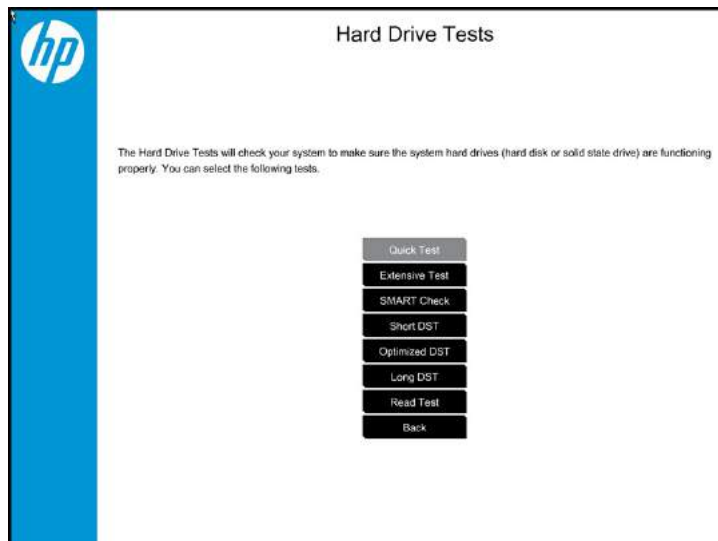 hp
Hard Drive Tests
The Hard Drive Tests will check your system to make sure the system hard drives (hard disk or solid state drive) are functioning
properly. You can select the following tests.
Quick Test
Extensive Test
SMART Check
Short DST
Optimized DST
Long DST
Read Test
Back